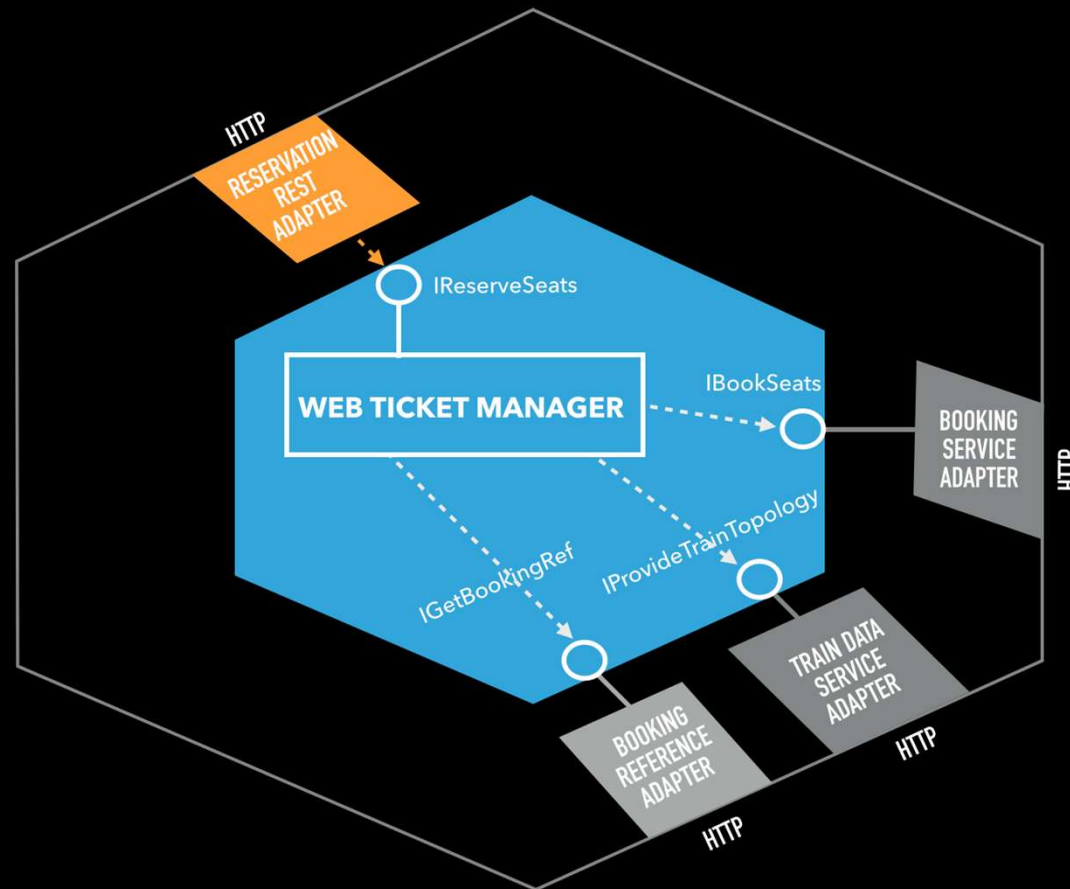 HTTP
RESERVATION
REST
ADAPTER
IReserveSeats
WEB TICKET MANAGER
IBookSeats
BOOKING
SERVICE
ADAPTER
HTTP
IGetBookingRef
IProvideTrainTopology
TRAIN DATA
SERVICE
ADAPTER
HTTP
BOOKING
REFERENCE
ADAPTER
HTTP